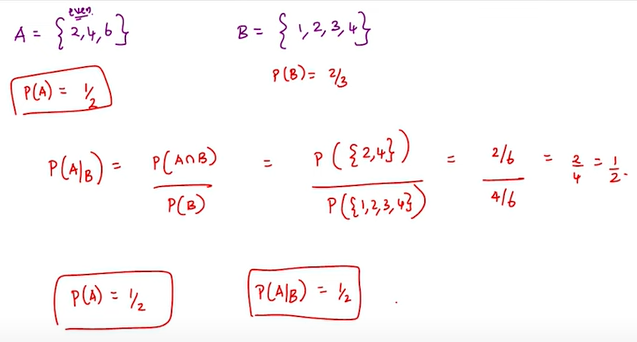 even
A = {2,4,6} B = {1,2,3,4}
P(A) = 1/2 P(B) = 2/3
P(A|B) = P(A∩B) / P(B) = P({2,4}) / P({1,2,3,4}) = 2/6 / 4/6 = 2/4 = 1/2.
P(A) = 1/2 P(A|B) = 1/2